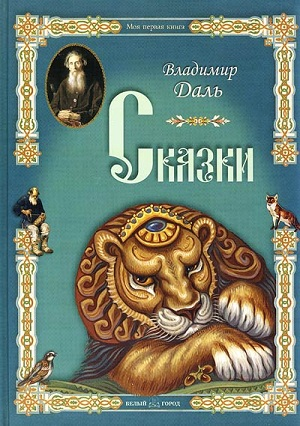 Моя первая книга
Владимир
Даль
Сказки
БЕЛЫЙ ГОРОД